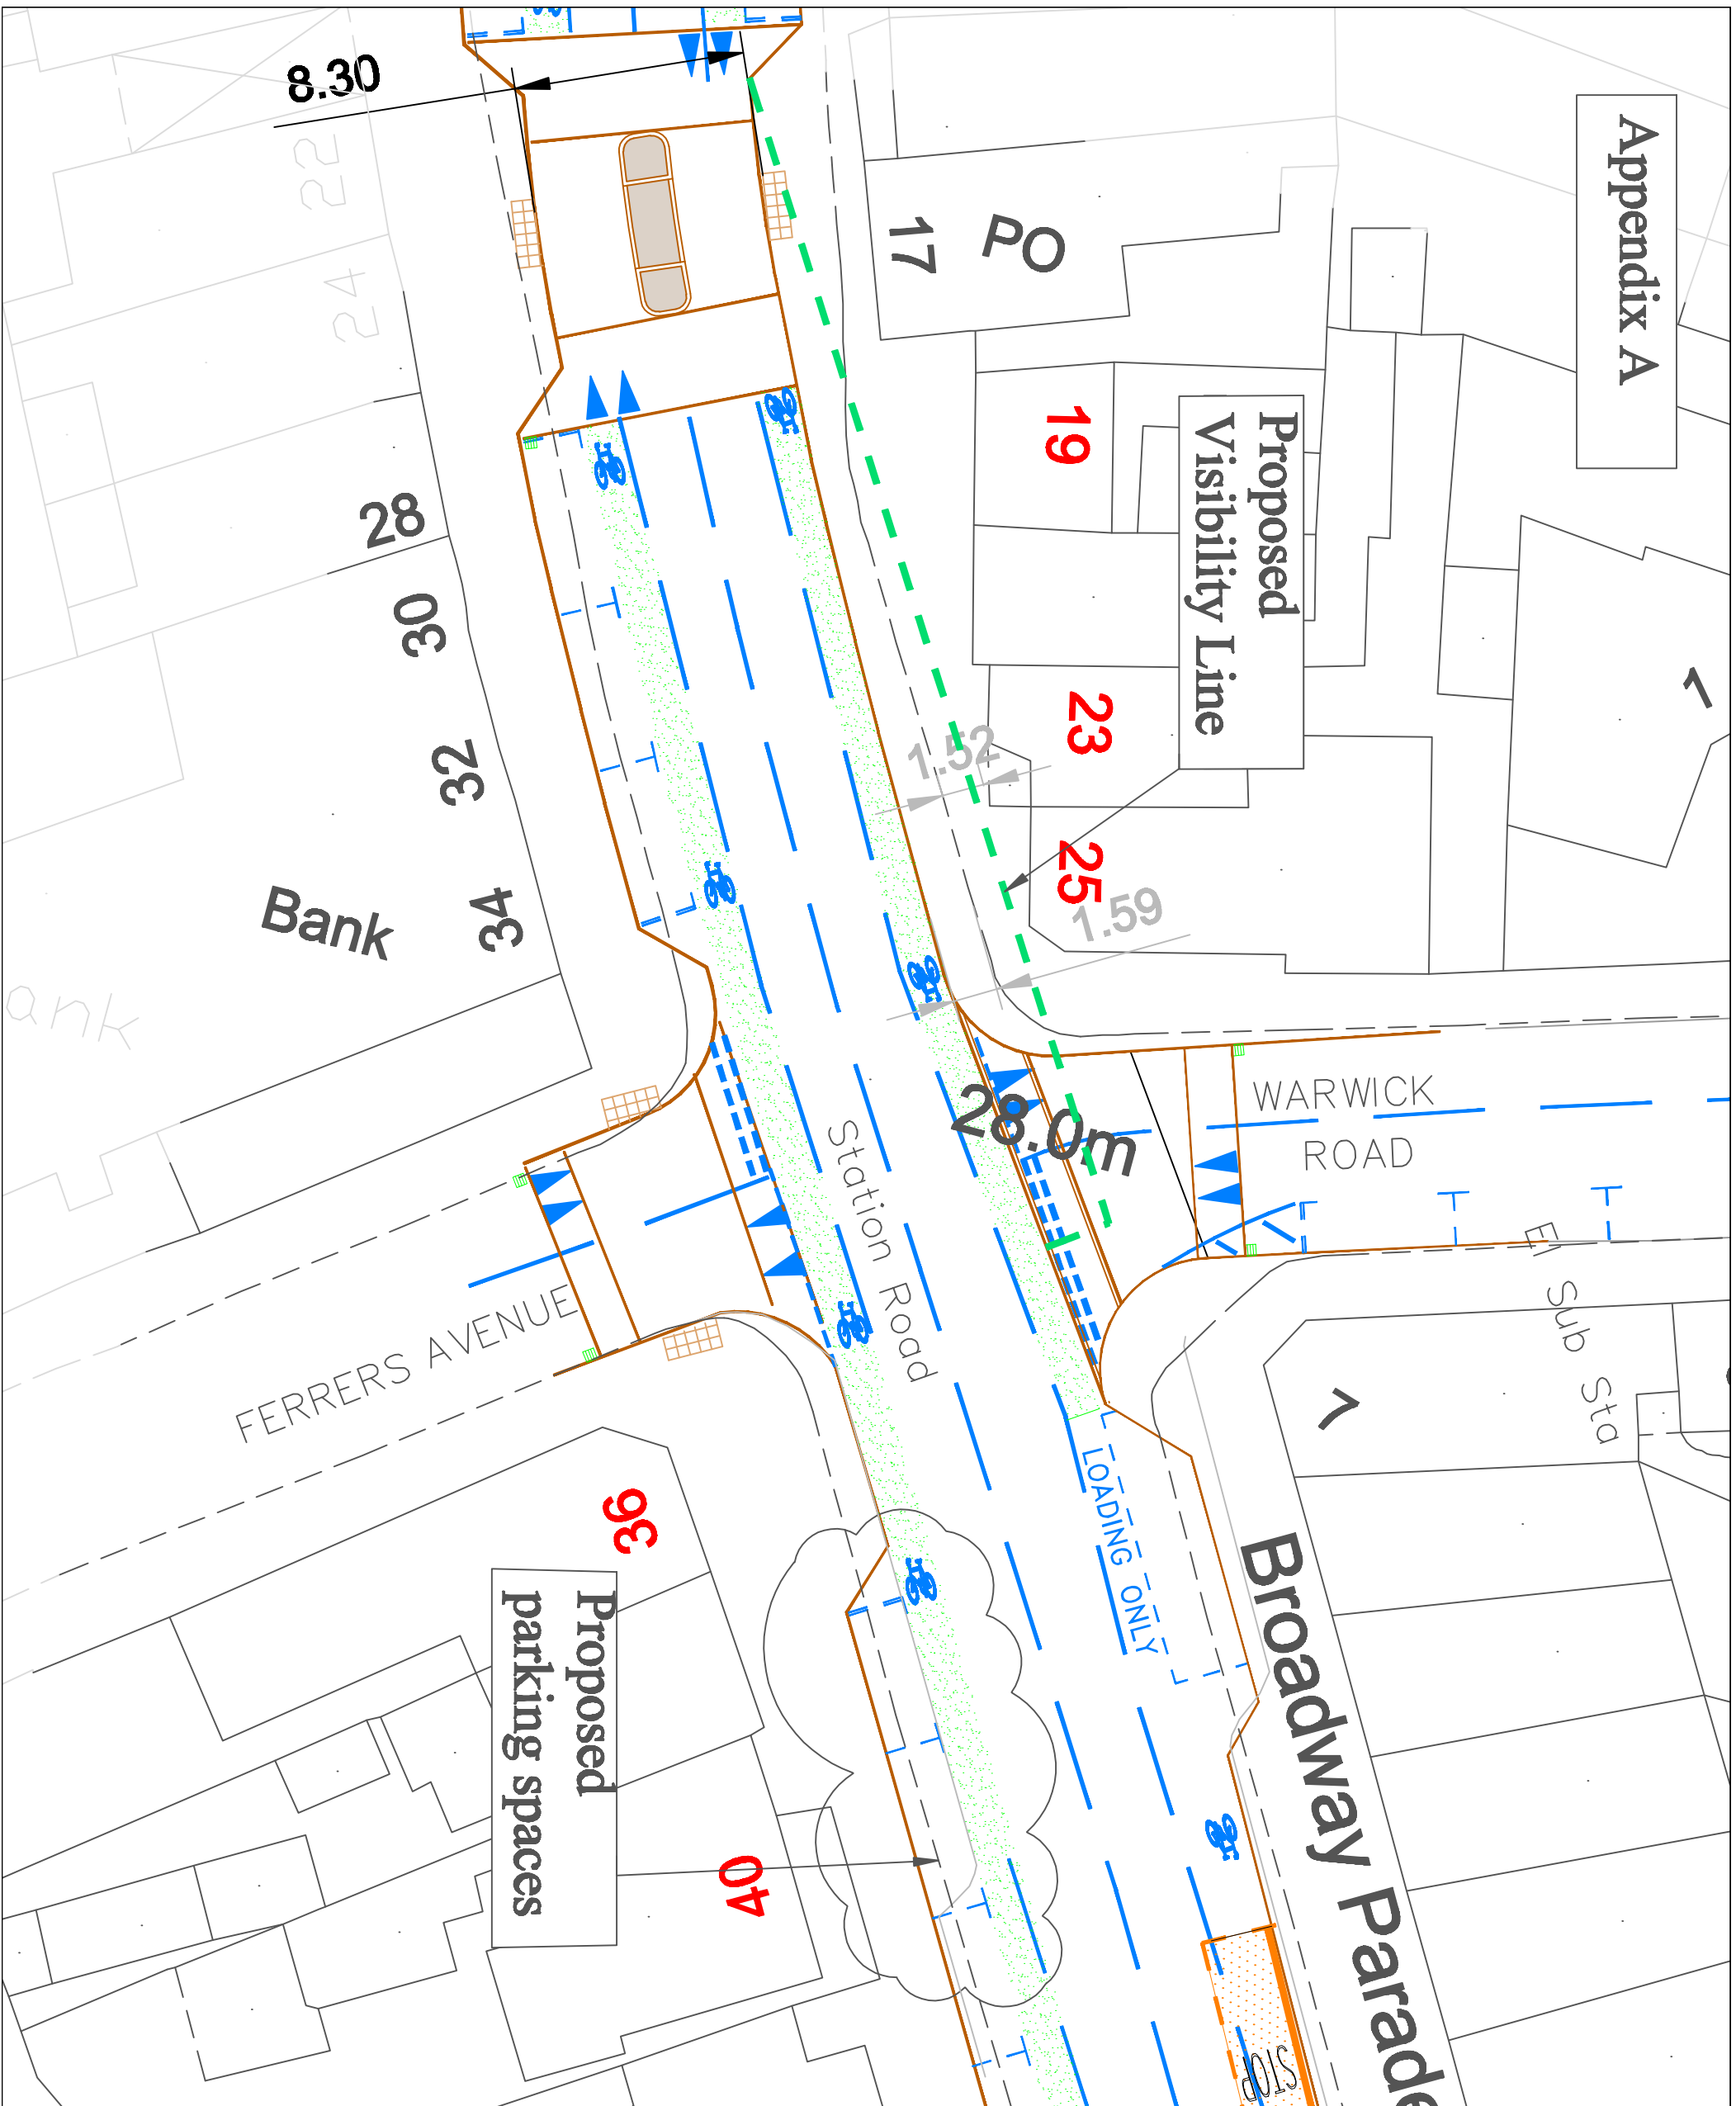 Appendix A
8.30
22
24
17
PO
19
Proposed
Visibility Line
28
30
23
1
1.52
32
25
34
1.59
Bank
WARWICK
ROAD
28.0m
Station Road
El Sub Sta
FERRERS AVENUE
7
36
LOADING ONLY
Broadway Parade
Proposed
parking spaces
40
STOP